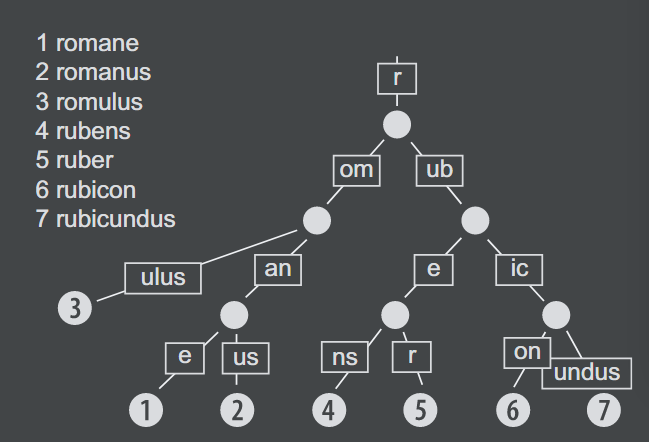 1 romane
2 romanus
3 romulus
4 rubens
5 ruber
6 rubicon
7 rubicundus
r
om
ub
ulus
an
e
ic
3
e
us
ns
r
on
undus
1
2
4
5
6
7